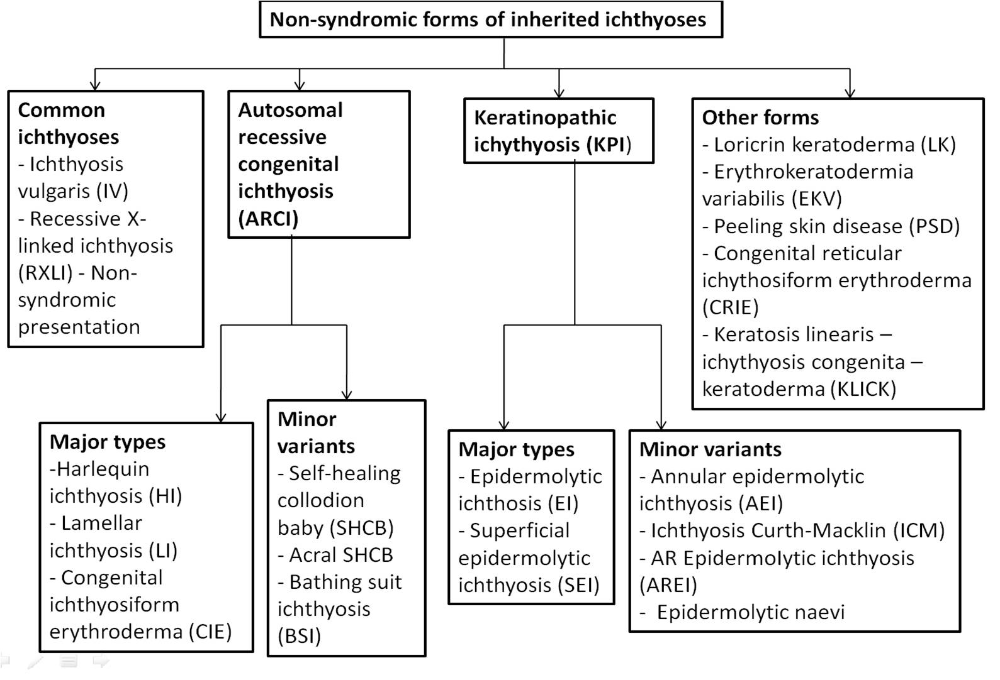 Non-syndromic forms of inherited ichthyoses
Common
ichthyoses
- Ichthyosis
vulgaris (IV)
- Recessive X-
linked ichthyosis
(RXLI) - Non-
syndromic
presentation
Autosomal
recessive
congenital
ichthyosis
(ARCI)
Keratinopathic
ichythyosis (KPI)
Other forms
- Loricrin keratoderma (LK)
- Erythrokeratodermia
variabilis (EKV)
- Peeling skin disease (PSD)
- Congenital reticular
ichythosiform erythroderma
(CRIE)
- Keratosis linearis –
ichythyosis congenita –
keratoderma (KLICK)
Major types
-Harlequin
ichthyosis (HI)
- Lamellar
ichthyosis (LI)
- Congenital
ichthyosiform
erythroderma (CIE)
Minor
variants
- Self-healing
collodion
baby (SHCB)
- Acral SHCB
- Bathing suit
ichthyosis
(BSI)
Major types
- Epidermolytic
ichthosis (EI)
- Superficial
epidermolytic
ichthyosis (SEI)
Minor variants
- Annular epidermolytic
ichthyosis (AEI)
- Ichthyosis Curth-Macklin (ICM)
- AR Epidermolytic ichthyosis
(AREI)
- Epidermolytic naevi